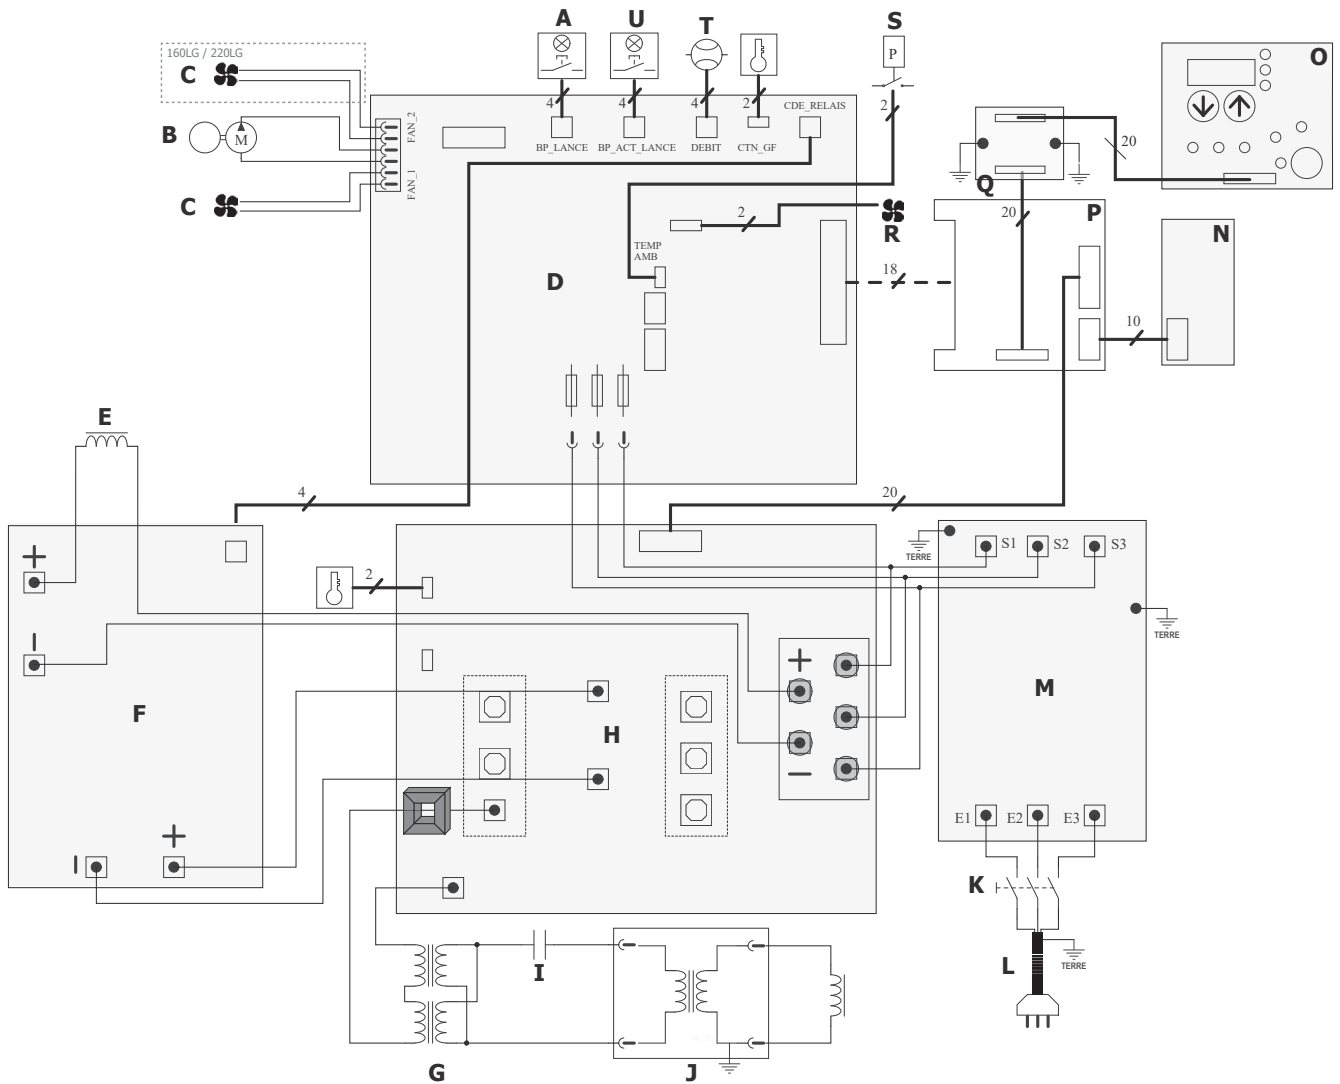 A U T S
160LG / 220LG
C
O
P
4 4 4 2 2
CDE_RELAIS
B
M
FAN_2
BP_LANCE BP_ACT_LANCE DEBIT CTN_GF
20
FAN_1
C
Q
20
P
2
R
N
TEMP
AMB
D
18
10
E
4
20
+
TERRE
S1 S2 S3
2
TERRE
+
F
H
M
+
E1 E2 E3
K
I
L
TERRE
G
J